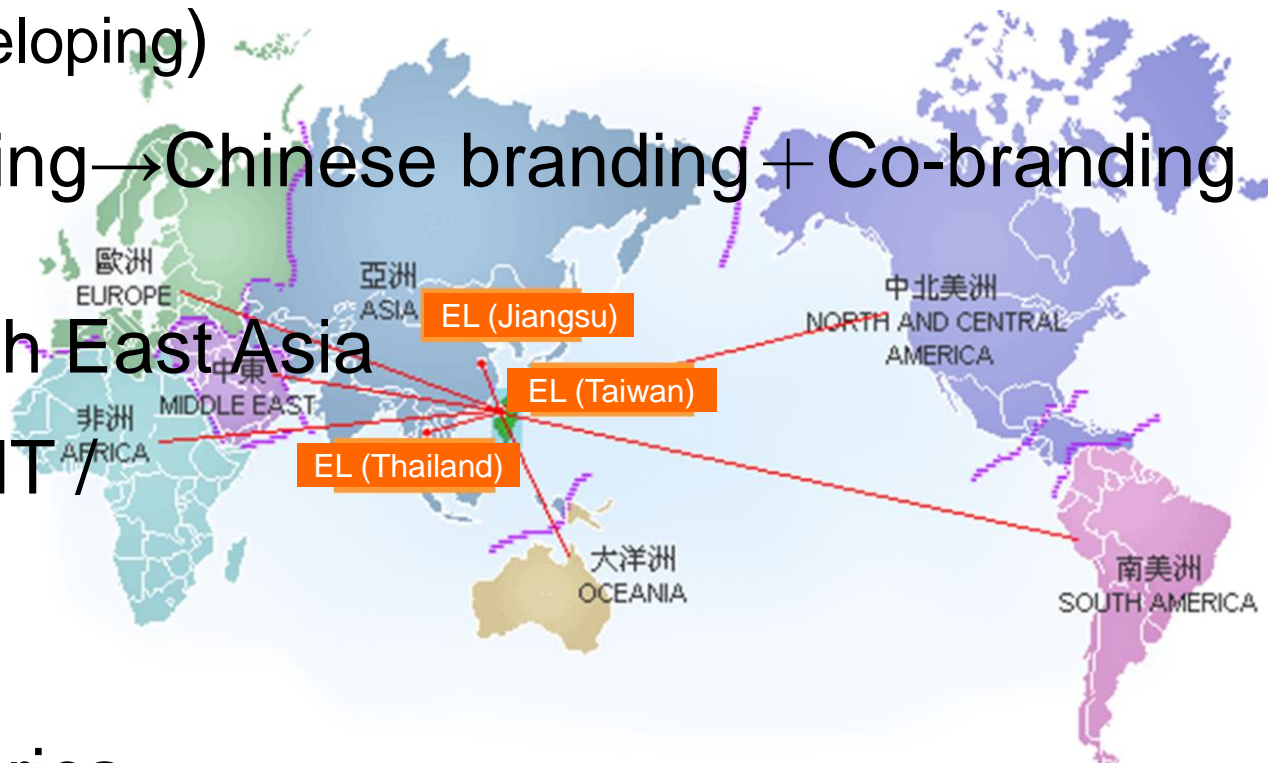 eloping)
ing→Chinese branding＋Co-branding
歐洲
EUROPE
亞洲
ASIA
EL (Jiangsu)
中北美洲
NORTH AND CENTRAL
AMERICA
h East Asia
中東
MIDDLE EAST
EL (Taiwan)
非洲
AFRICA
IT /
EL (Thailand)
大洋洲
OCEANIA
南美洲
SOUTH AMERICA